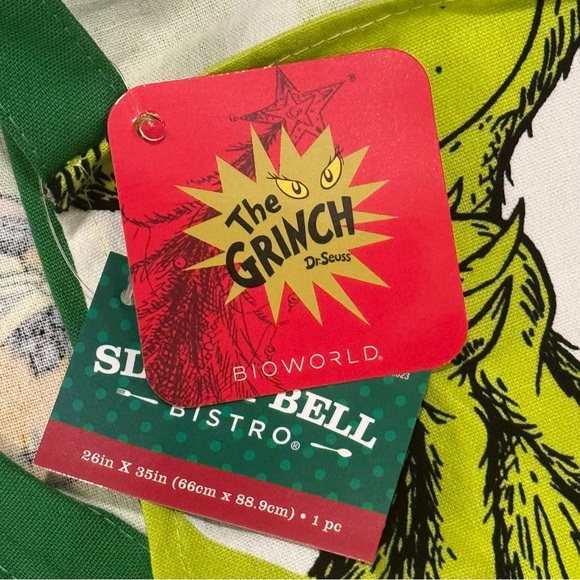 The
GRINCH
Dr. Seuss
BIOWORLD®
BELL
BISTRO®
26in X 35in (66cm x 88.9cm) • 1 pc